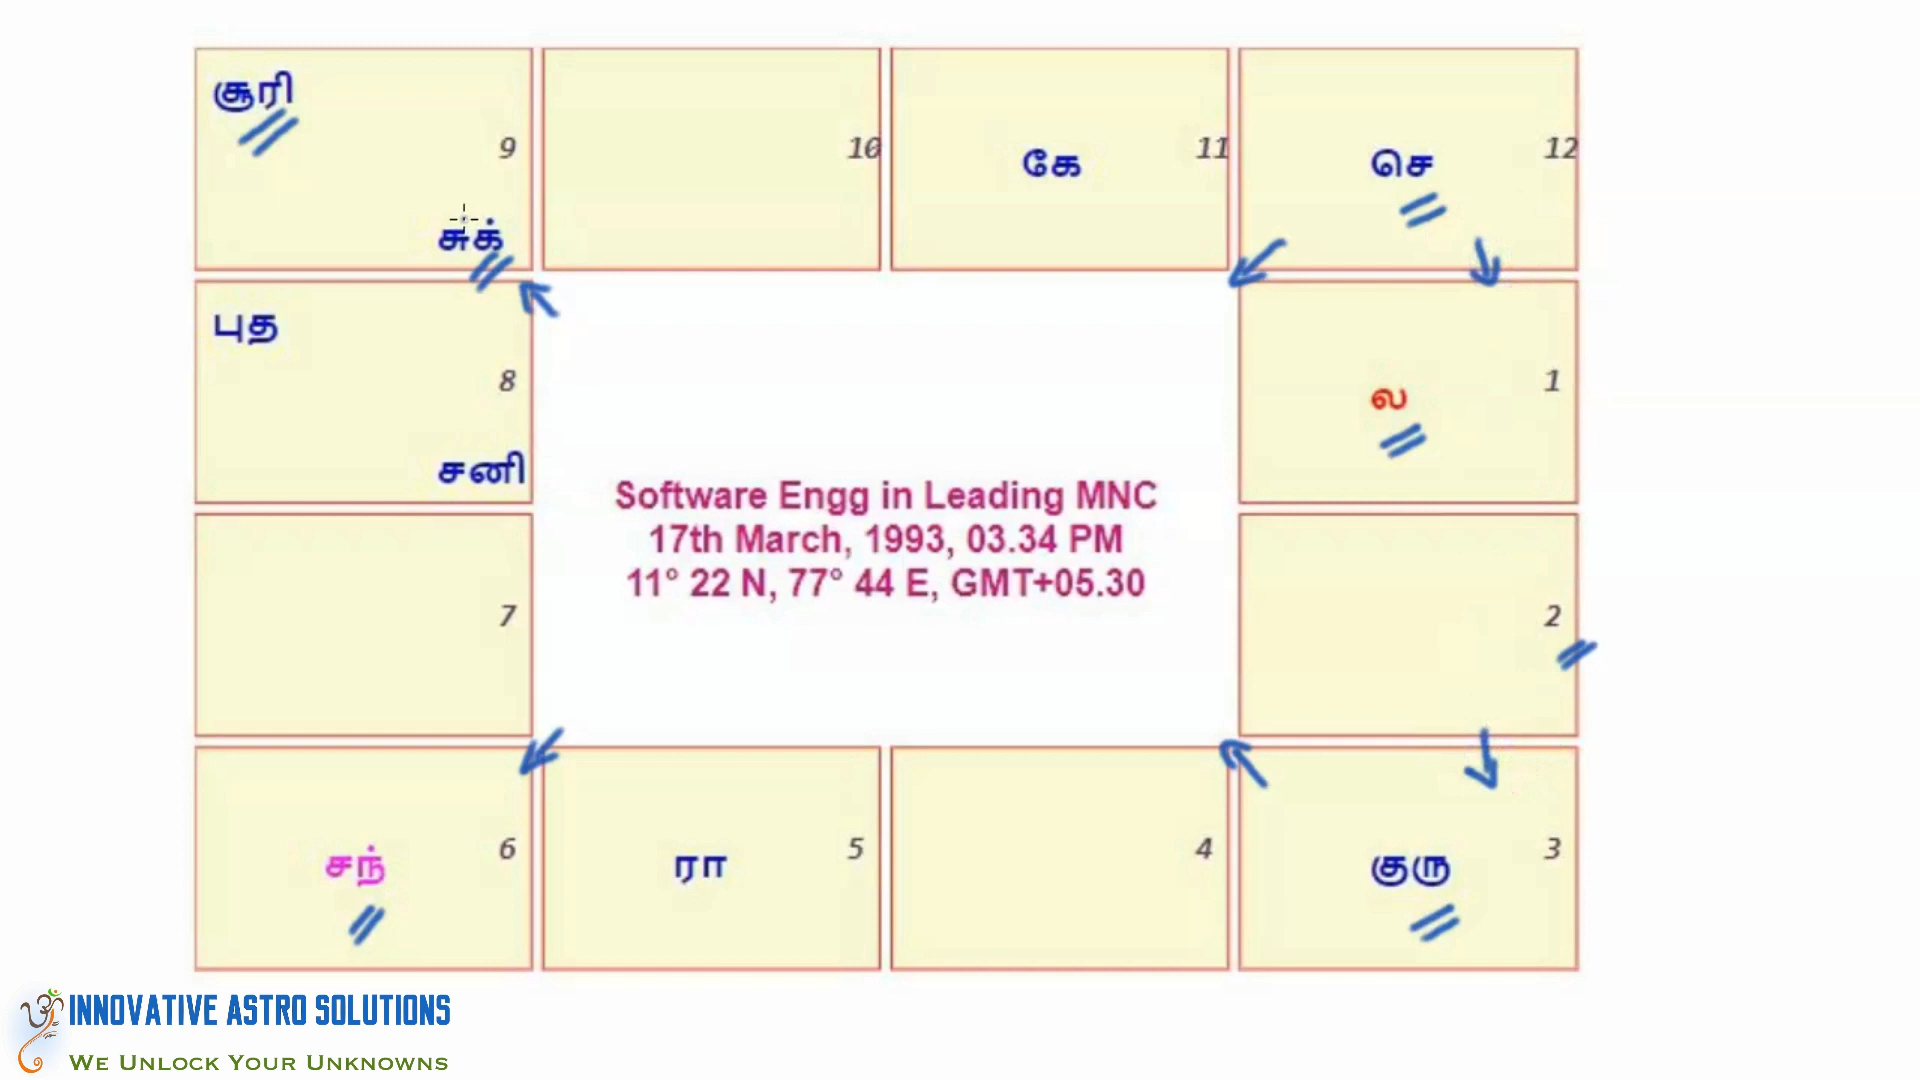 சூரி
9
சுக்
10
கே
11
செ
12
புத
8
சனி
ல
1
Software Engg in Leading MNC
17th March, 1993, 03.34 PM
11° 22 N, 77° 44 E, GMT+05.30
7
2
சந்
6
ரா
5
4
குரு
3
INNOVATIVE ASTRO SOLUTIONS
WE UNLOCK YOUR UNKNOWNS